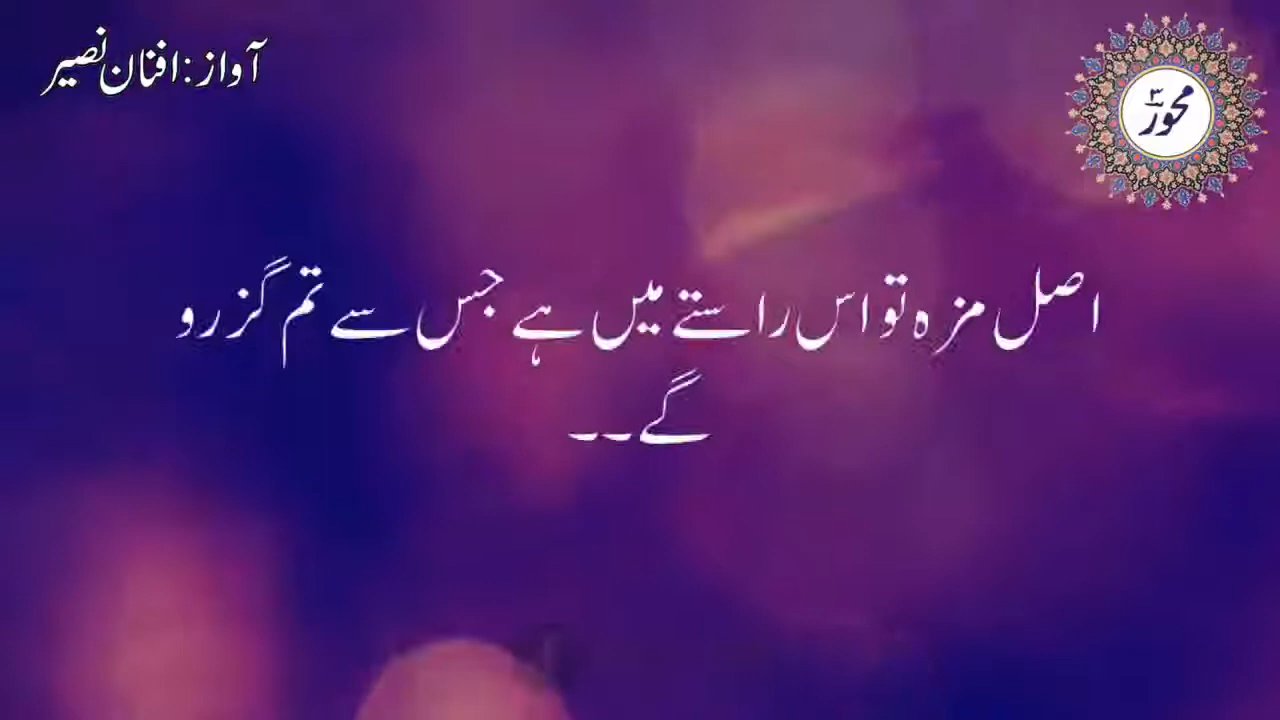 آواز: افنان نصیر
محور
اصل مزہ تو اس راستے میں ہے جس سے تم گزرو
گے۔۔